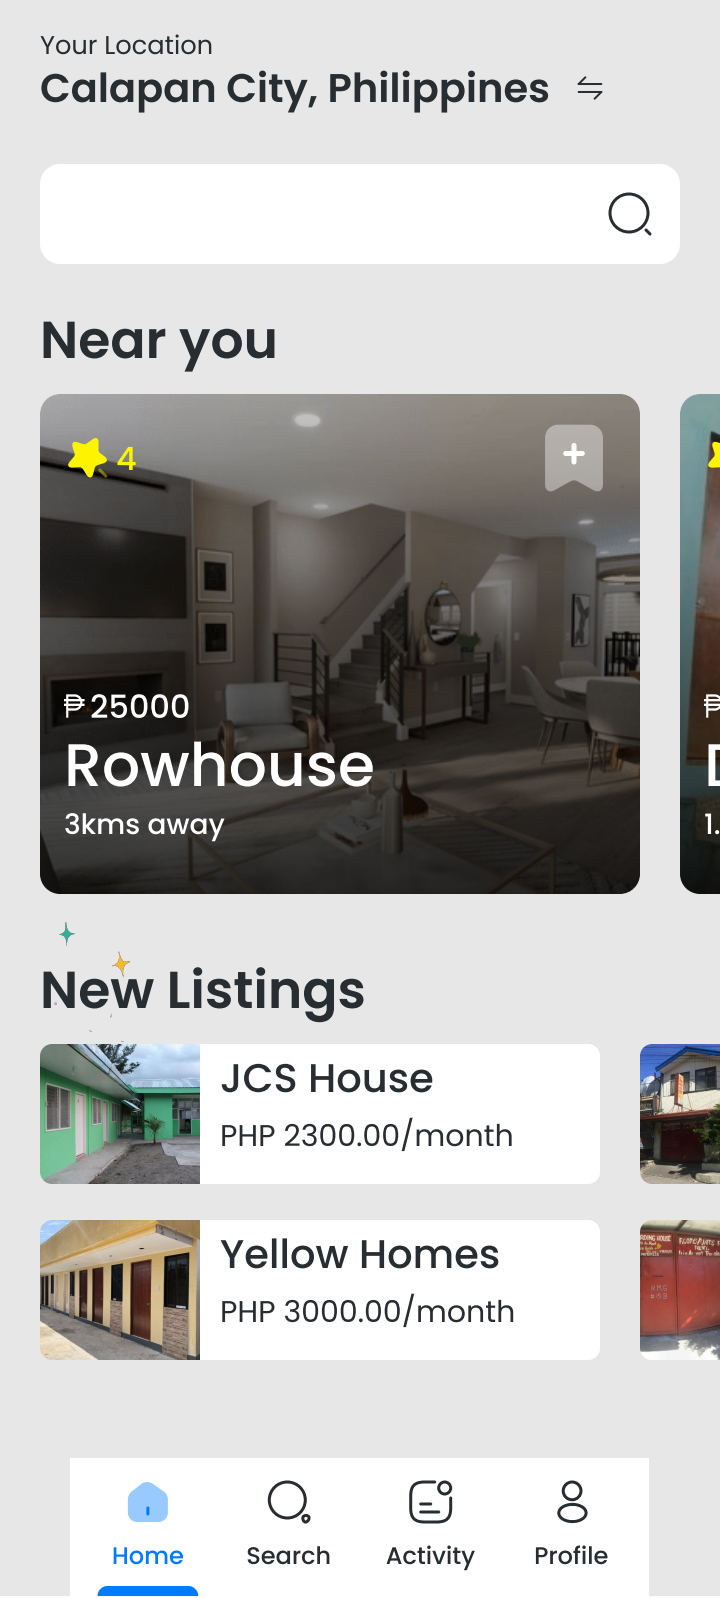 Your Location
Calapan City, Philippines
Near you
4
₱25000
Rowhouse
3kms away
₱
1.
New Listings
JCS House
PHP 2300.00/month
Yellow Homes
PHP 3000.00/month
Home
Search
Activity
Profile